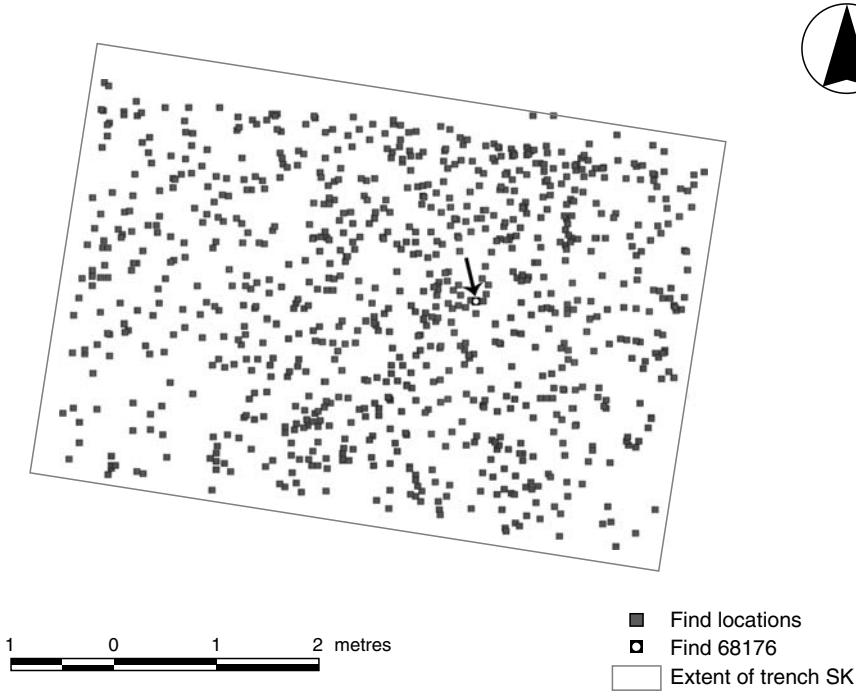 1 0 1 2 metres
Find locations
Find 68176
Extent of trench SK